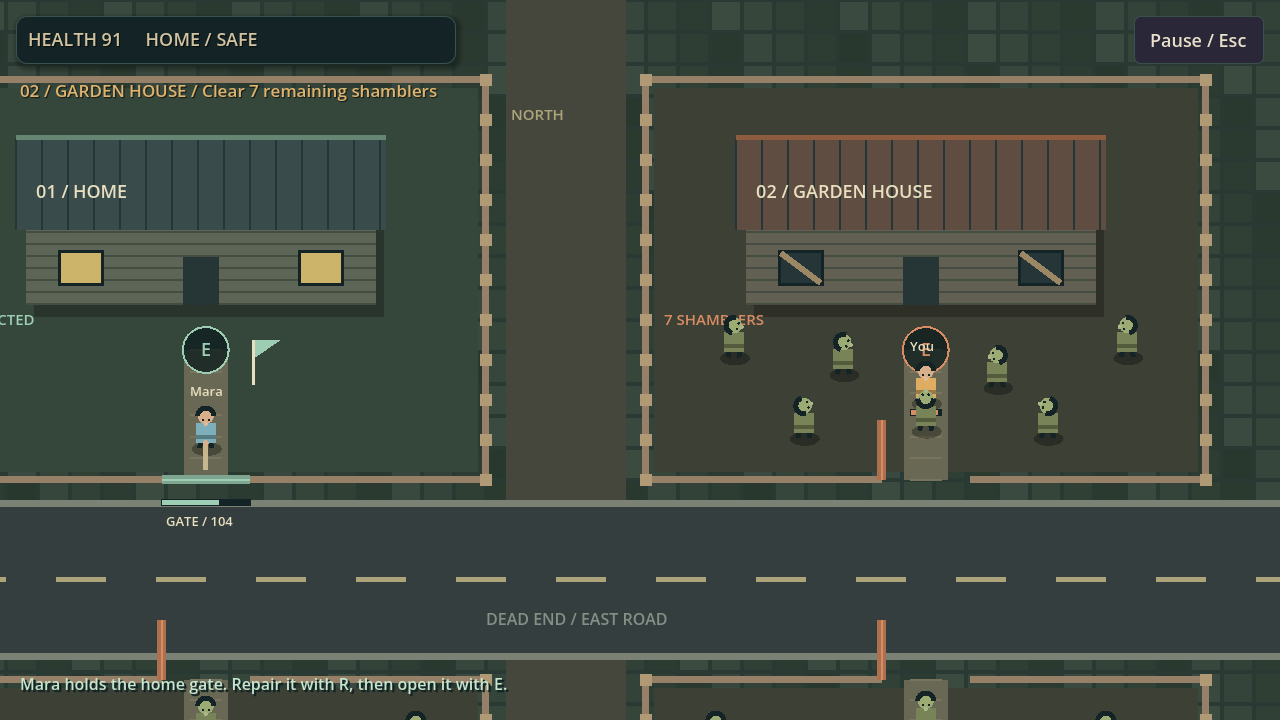 HEALTH 91 HOME / SAFE
Pause / Esc
02 / GARDEN HOUSE / Clear 7 remaining shamblers
NORTH
01 / HOME
02 / GARDEN HOUSE
CTED
7 SHAMBLERS
E
You
Mara
GATE / 104
DEAD END / EAST ROAD
Mara holds the home gate. Repair it with R, then open it with E.